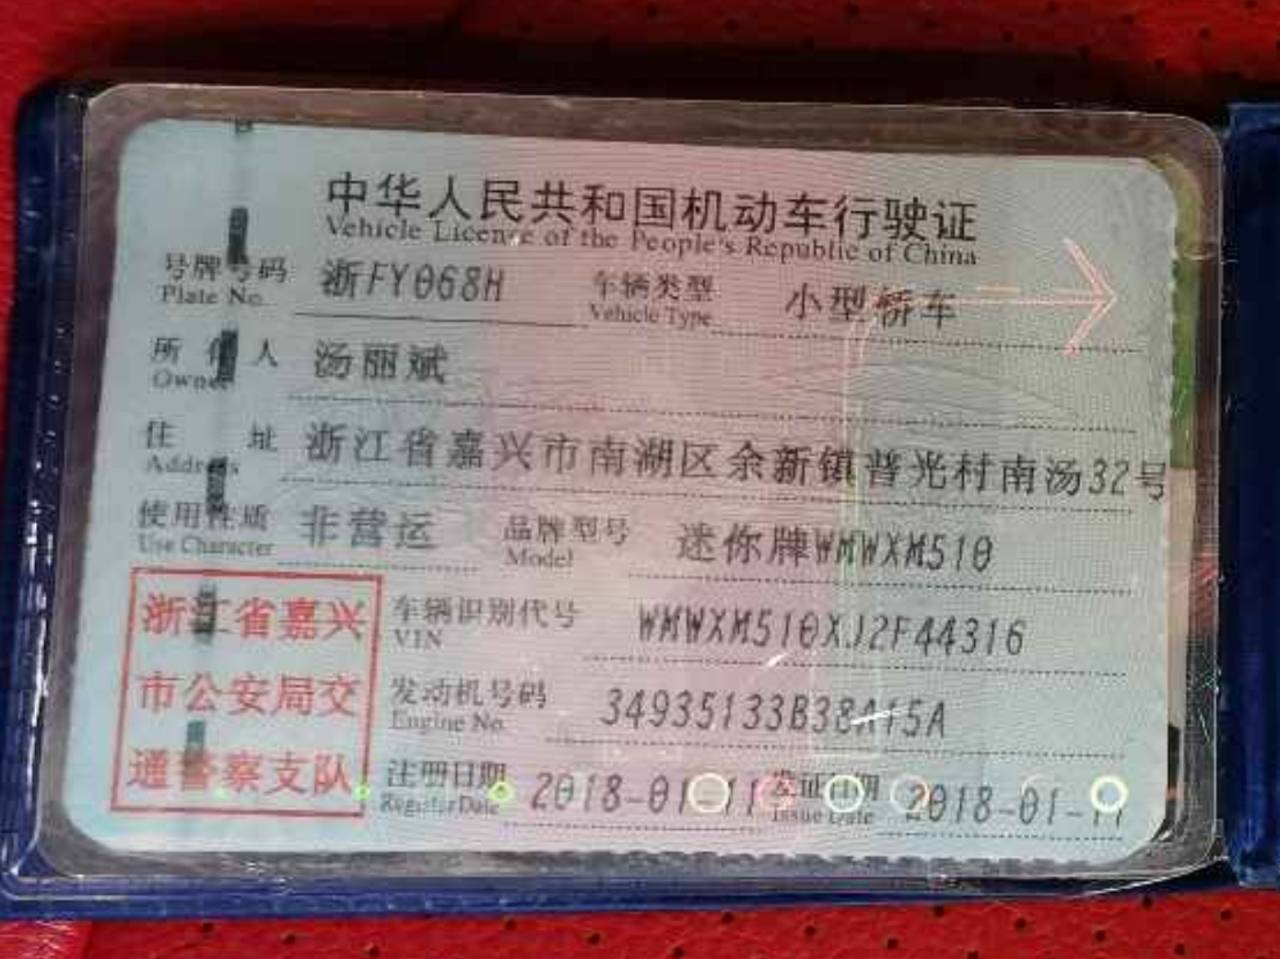 中华人民共和国机动车行驶证
Vehicle License of the People's Republic of China
号牌号码 浙FY068H 车辆类型 小型轿车
Plate No. Vehicle Type
所有人 汤丽斌
Owner
住址 浙江省嘉兴市南湖区余新镇普光村南汤32号
Address
使用性质 非营运 品牌型号 迷你牌WMWXM510
Use Character Model
浙江省嘉兴 车辆识别代号 WMWXM510XJ2F44316
VIN
市公安局交 发动机号码 34935133B38A15A
Engine No.
通警察支队 注册日期 2018-01-11 发证日期 2018-01-11
Register Date Issue Date